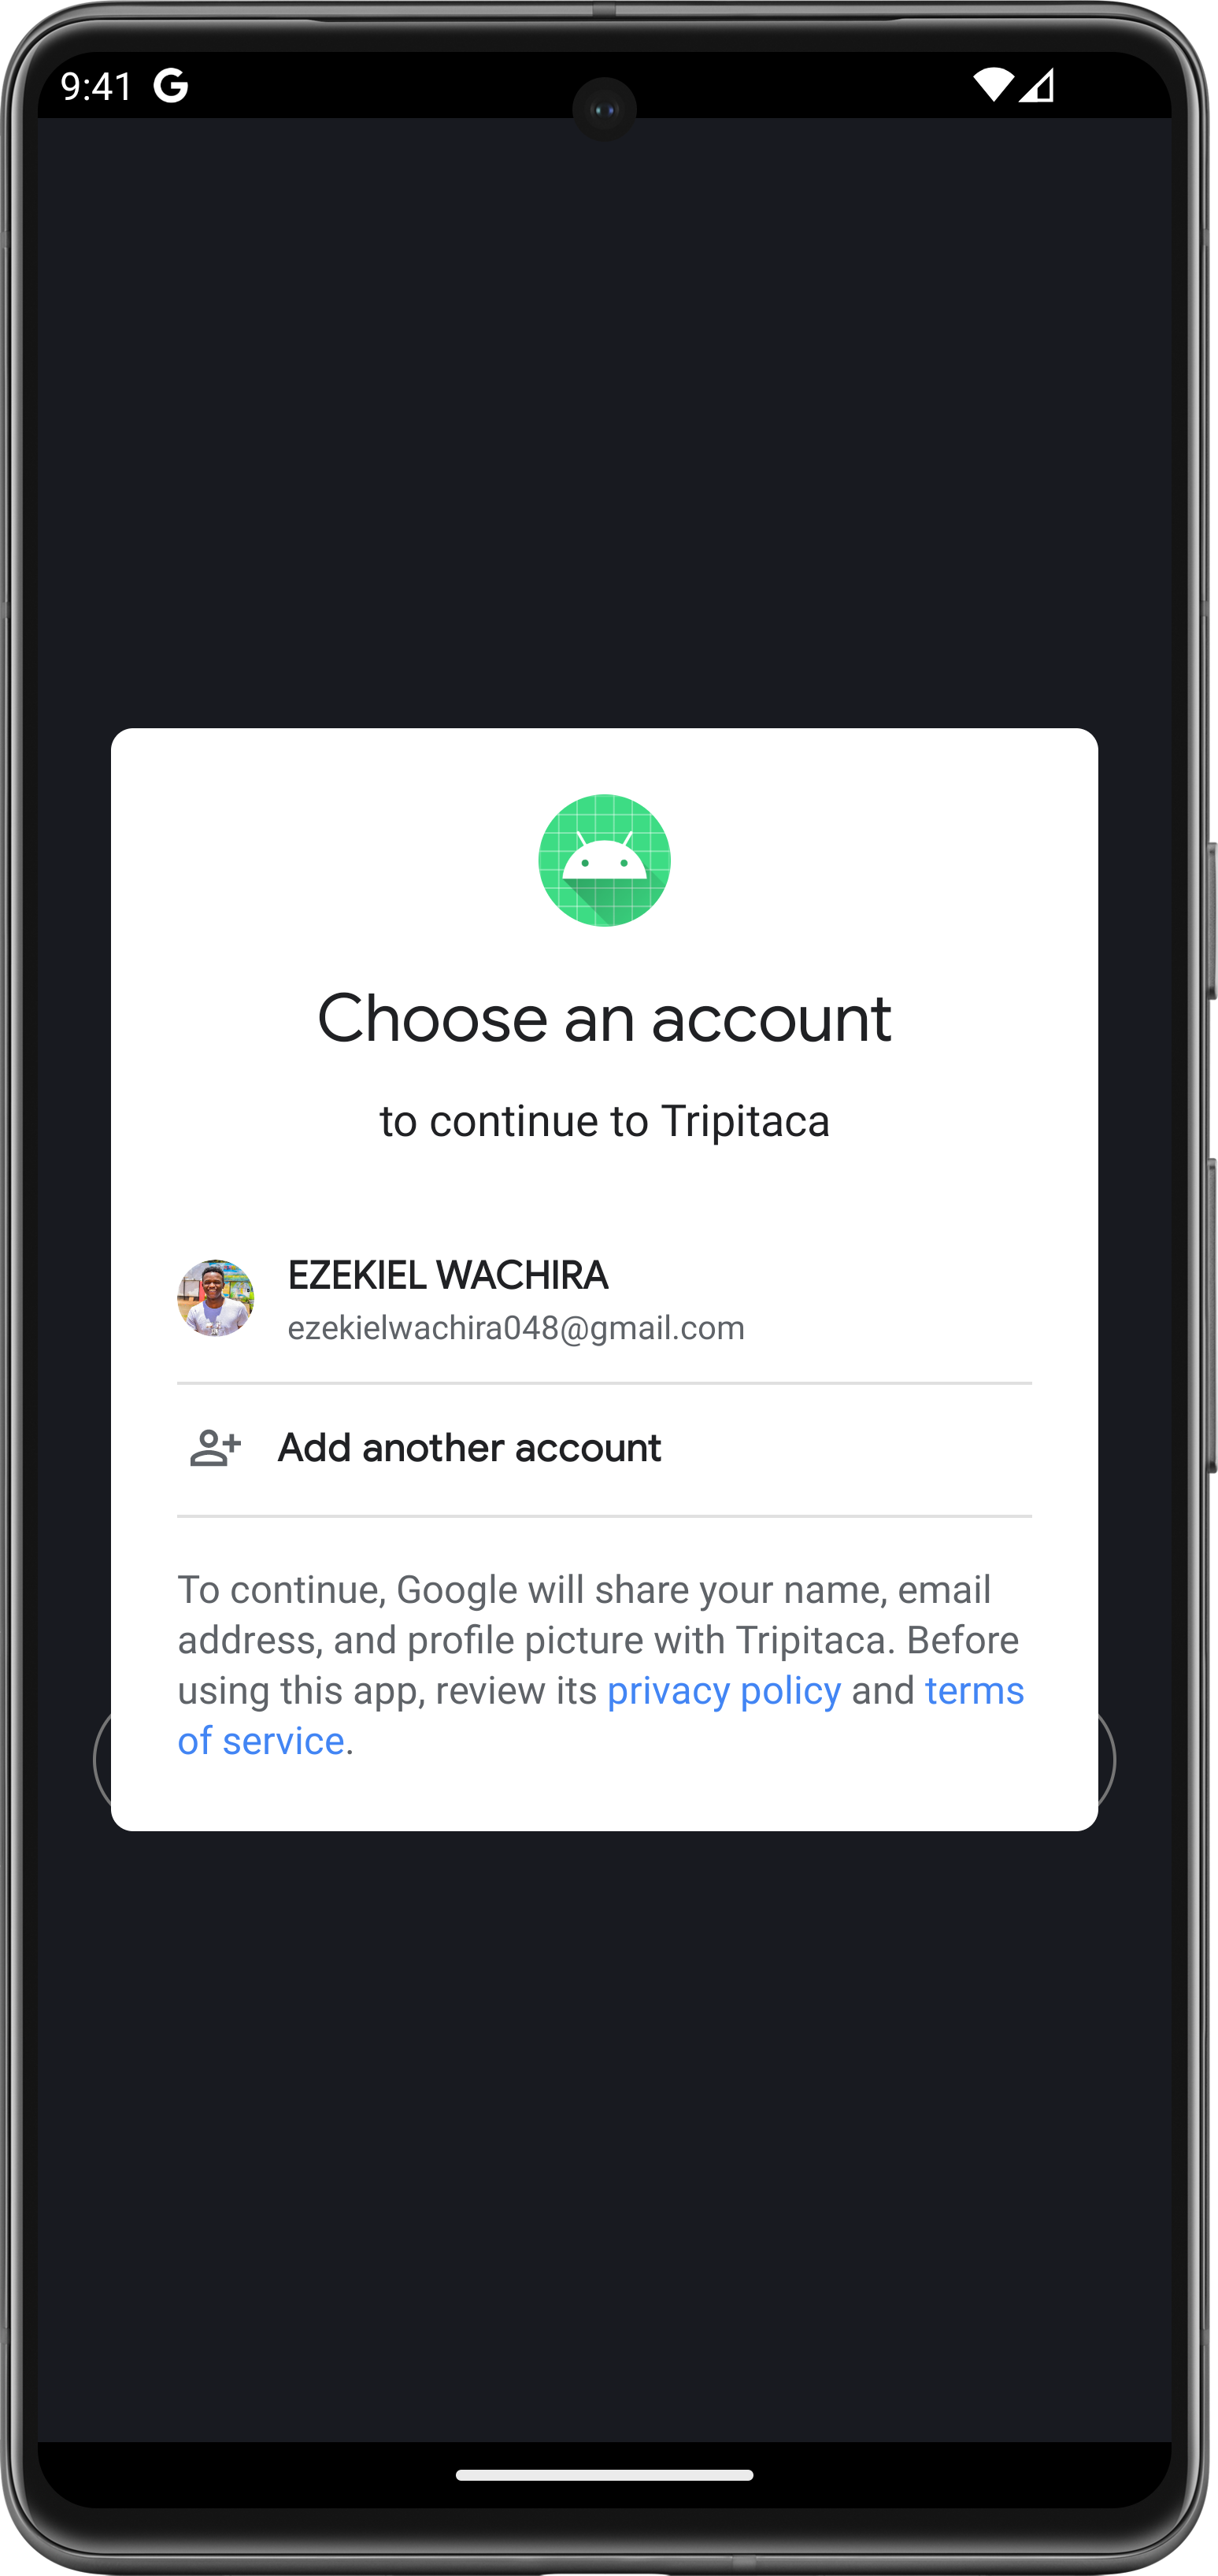 9:41
Choose an account
to continue to Tripitaca
EZEKIEL WACHIRA
ezekielwachira048@gmail.com
Add another account
To continue, Google will share your name, email
address, and profile picture with Tripitaca. Before
using this app, review its privacy policy and terms
of service.